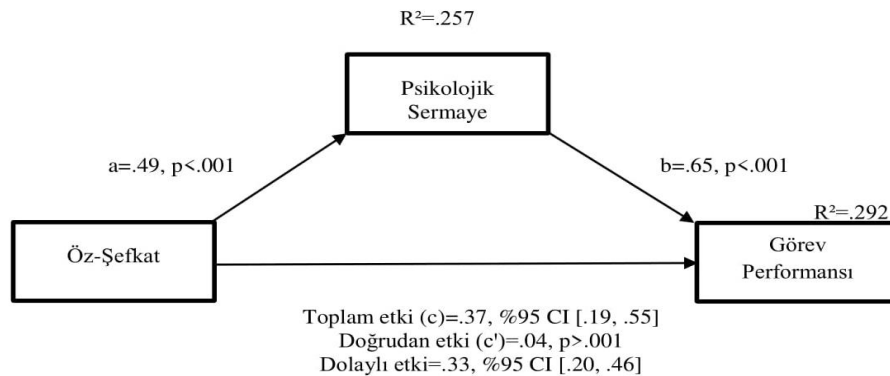 R²=.257
Psikolojik
Sermaye
a=.49, p<.001
b=.65, p<.001
R²=.292
Öz-Şefkat
Görev
Performansı
Toplam etki (c)=.37, %95 CI [.19, .55]
Doğrudan etki (c')=.04, p>.001
Dolaylı etki=.33, %95 CI [.20, .46]